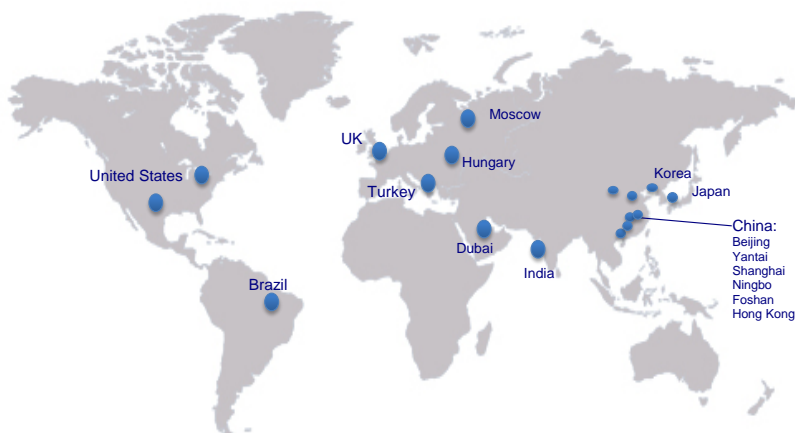 Moscow
UK
Hungary
United States
Turkey
Korea
Japan
China:
Beijing
Yantai
Shanghai
Ningbo
Foshan
Hong Kong
Dubai
India
Brazil